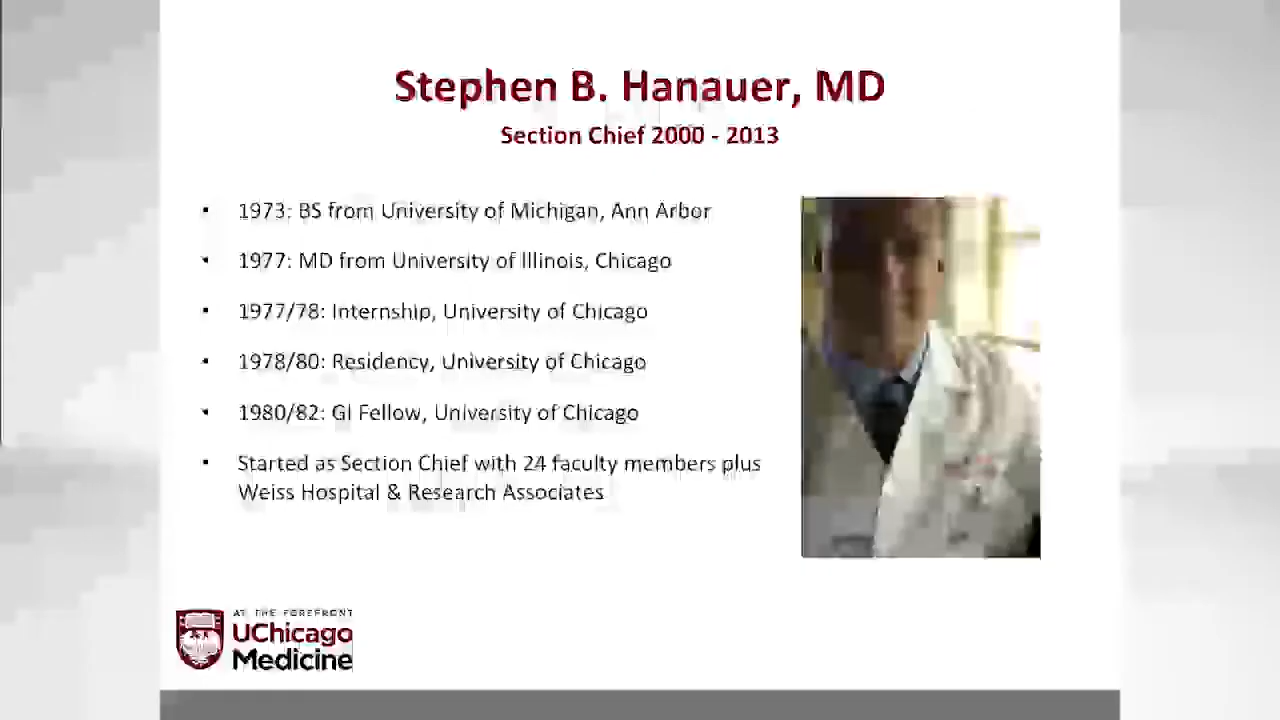 Stephen B. Hanauer, MD
Section Chief 2000 - 2013
▪ 1973: BS from University of Michigan, Ann Arbor
▪ 1977: MD from University of Illinois, Chicago
▪ 1977/78: Internship, University of Chicago
▪ 1978/80: Residency, University of Chicago
▪ 1980/82: GI Fellow, University of Chicago
▪ Started as Section Chief with 24 faculty members plus
Weiss Hospital & Research Associates
AT THE FOREFRONT
UChicago
Medicine